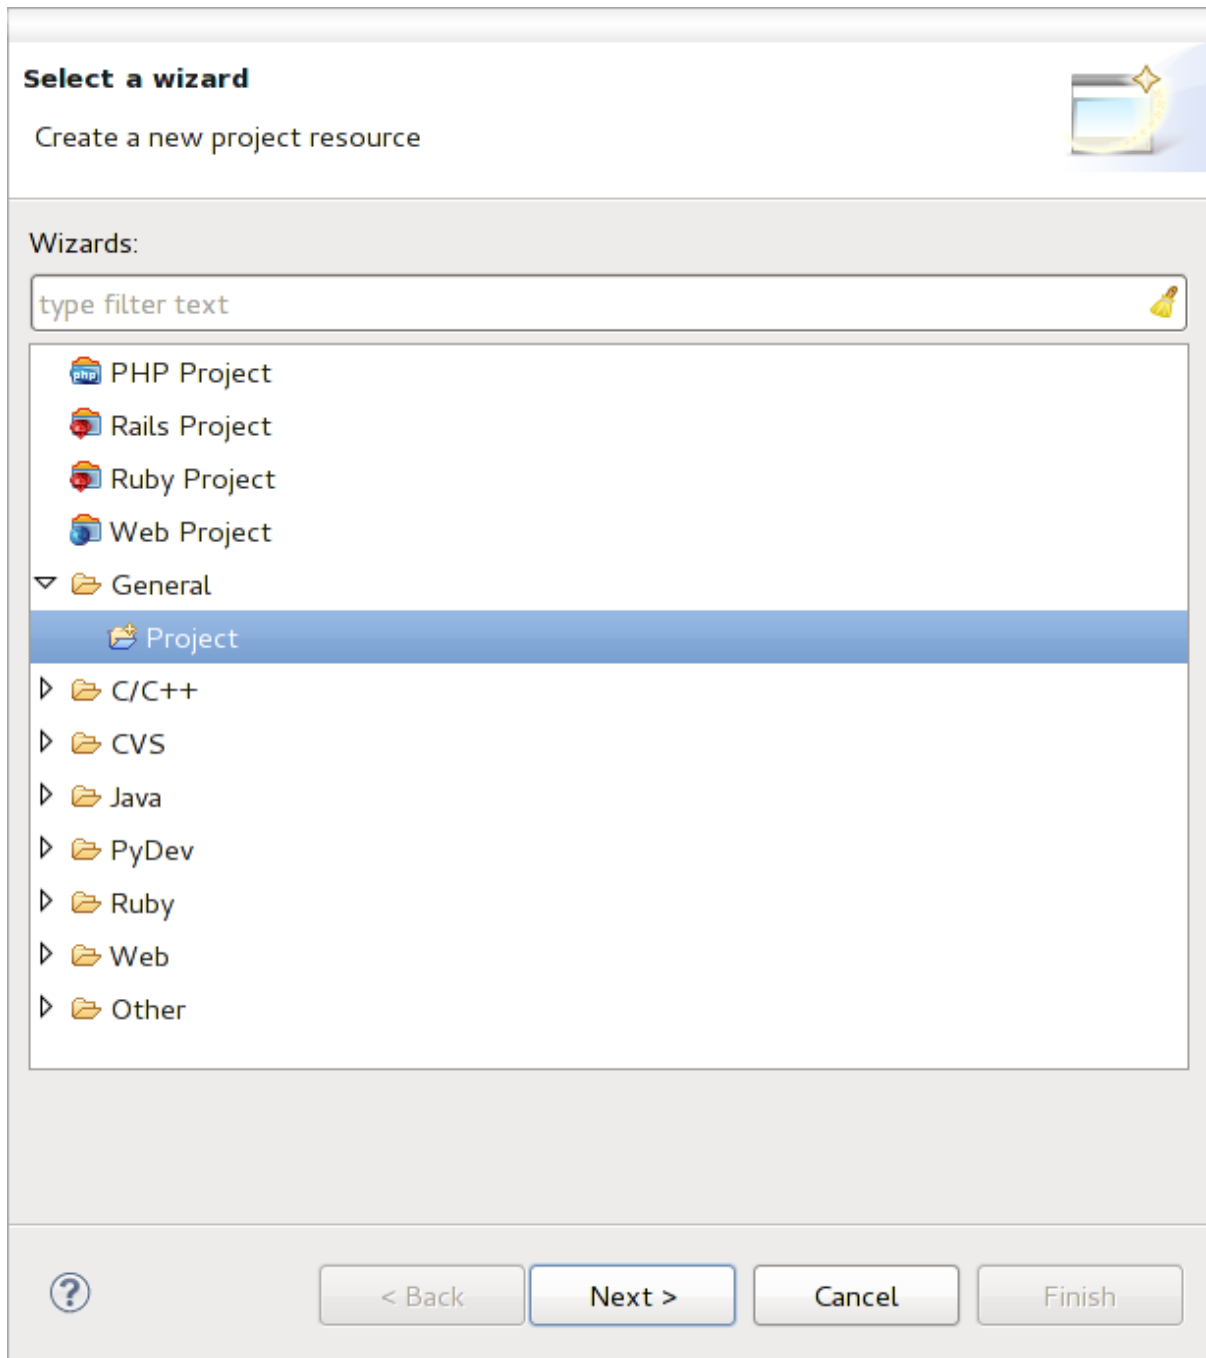 Select a wizard
Create a new project resource
Wizards:
type filter text
php PHP Project
Rails Project
Ruby Project
Web Project
General
Project
C/C++
CVS
Java
PyDev
Ruby
Web
Other
? < Back Next > Cancel Finish